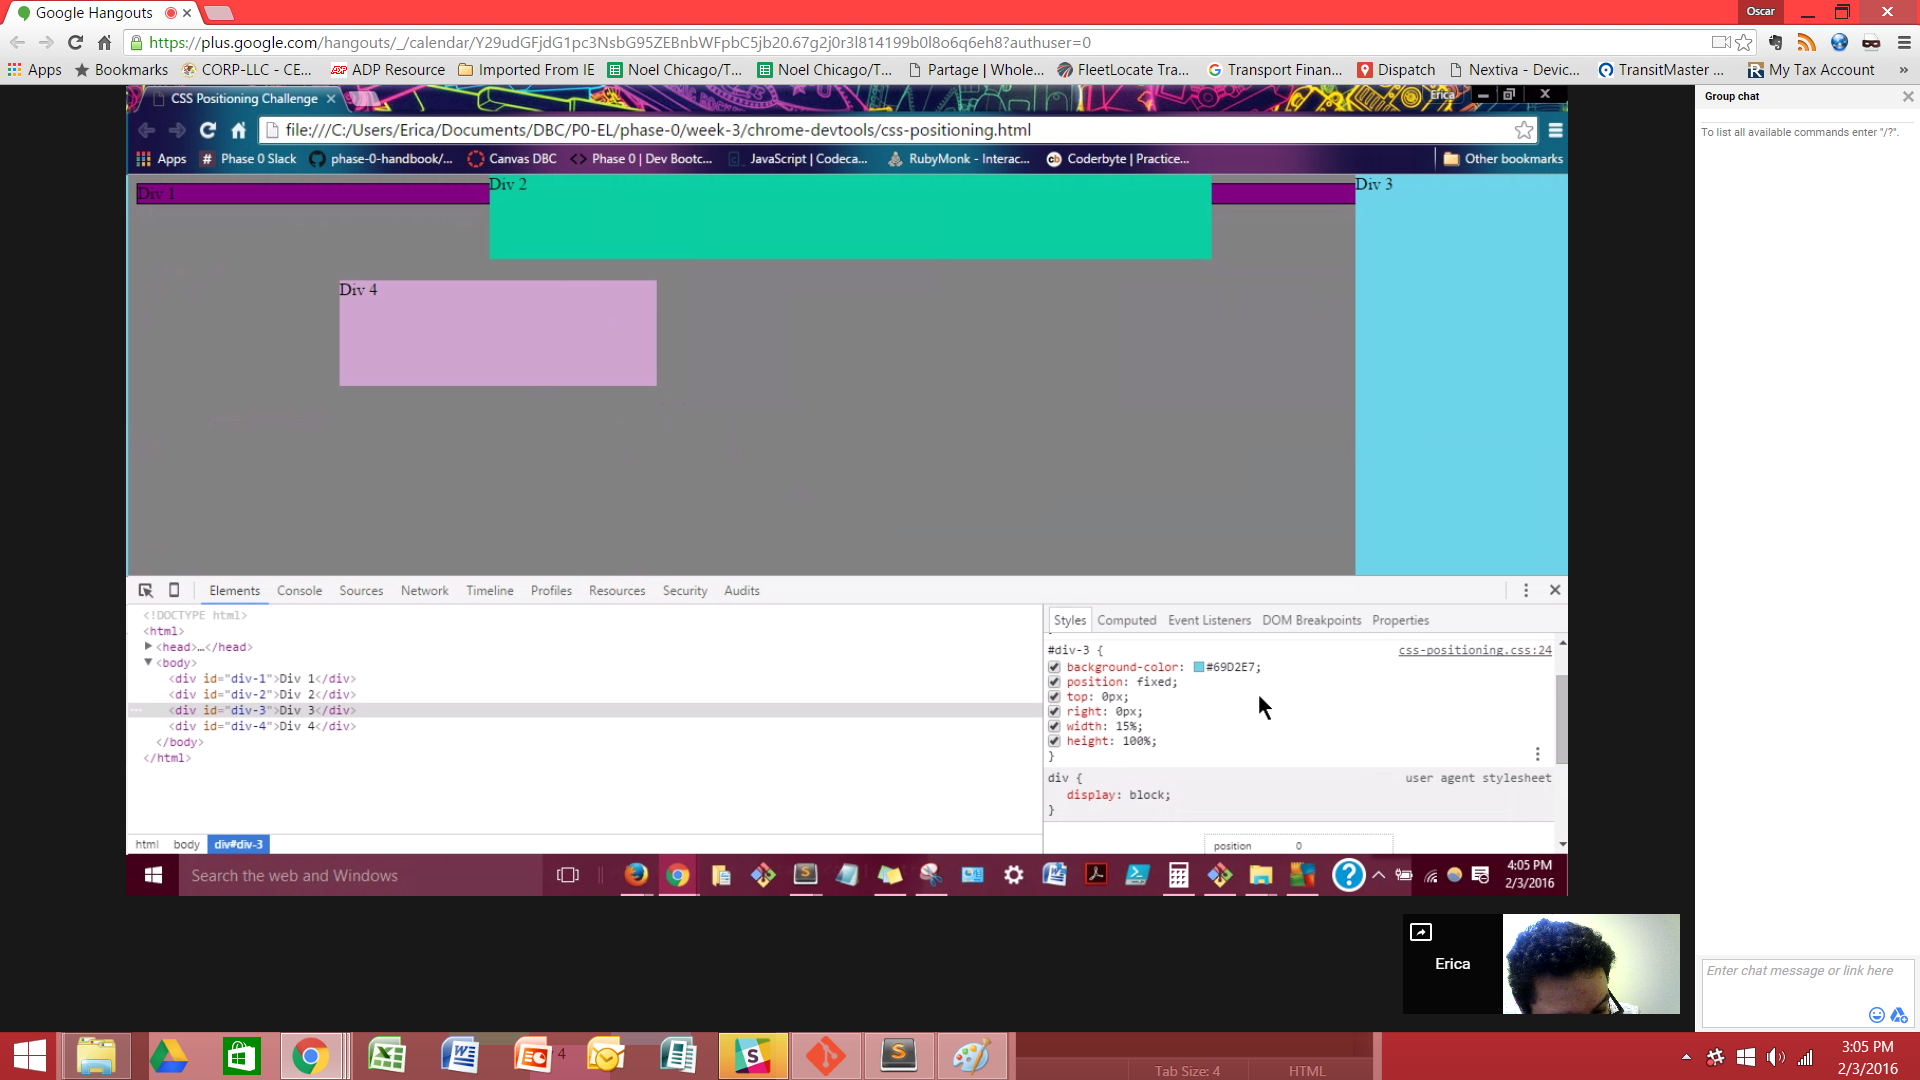 Google Hangouts
Oscar
https://plus.google.com/hangouts/_/calendar/Y29udGFjdG1pc3NsbG95ZEBnbWFpbC5jb20.67g2j0r3l814199b0l8o6q6eh8?authuser=0
Apps Bookmarks CORP-LLC - CE... ADP Resource Imported From IE Noel Chicago/T... Noel Chicago/T... Partage | Whole... FleetLocate Tra... Transport Finan... Dispatch Nextiva - Devic... TransitMaster ... My Tax Account »
CSS Positioning Challenge
Erica
file:///C:/Users/Erica/Documents/DBC/P0-EL/phase-0/week-3/chrome-devtools/css-positioning.html
Apps Phase 0 Slack phase-0-handbook/... Canvas DBC Phase 0 | Dev Bootc... JavaScript | Codeca... RubyMonk - Interac... Coderbyte | Practice... Other bookmarks
Div 1
Div 2
Div 3
Div 4
Elements Console Sources Network Timeline Profiles Resources Security Audits
<!DOCTYPE html>
<html>
<head>…</head>
<body>
<div id="div-1">Div 1</div>
<div id="div-2">Div 2</div>
<div id="div-3">Div 3</div>
<div id="div-4">Div 4</div>
</body>
</html>
html body div#div-3
Styles Computed Event Listeners DOM Breakpoints Properties
#div-3 { css-positioning.css:24
background-color: #69D2E7;
position: fixed;
top: 0px;
right: 0px;
width: 15%;
height: 100%;
}
div { user agent stylesheet
display: block;
}
position 0
Search the web and Windows
4:05 PM
2/3/2016
Erica
Group chat
To list all available commands enter "/?".
Enter chat message or link here
4
Tab Size: 4 HTML
3:05 PM
2/3/2016